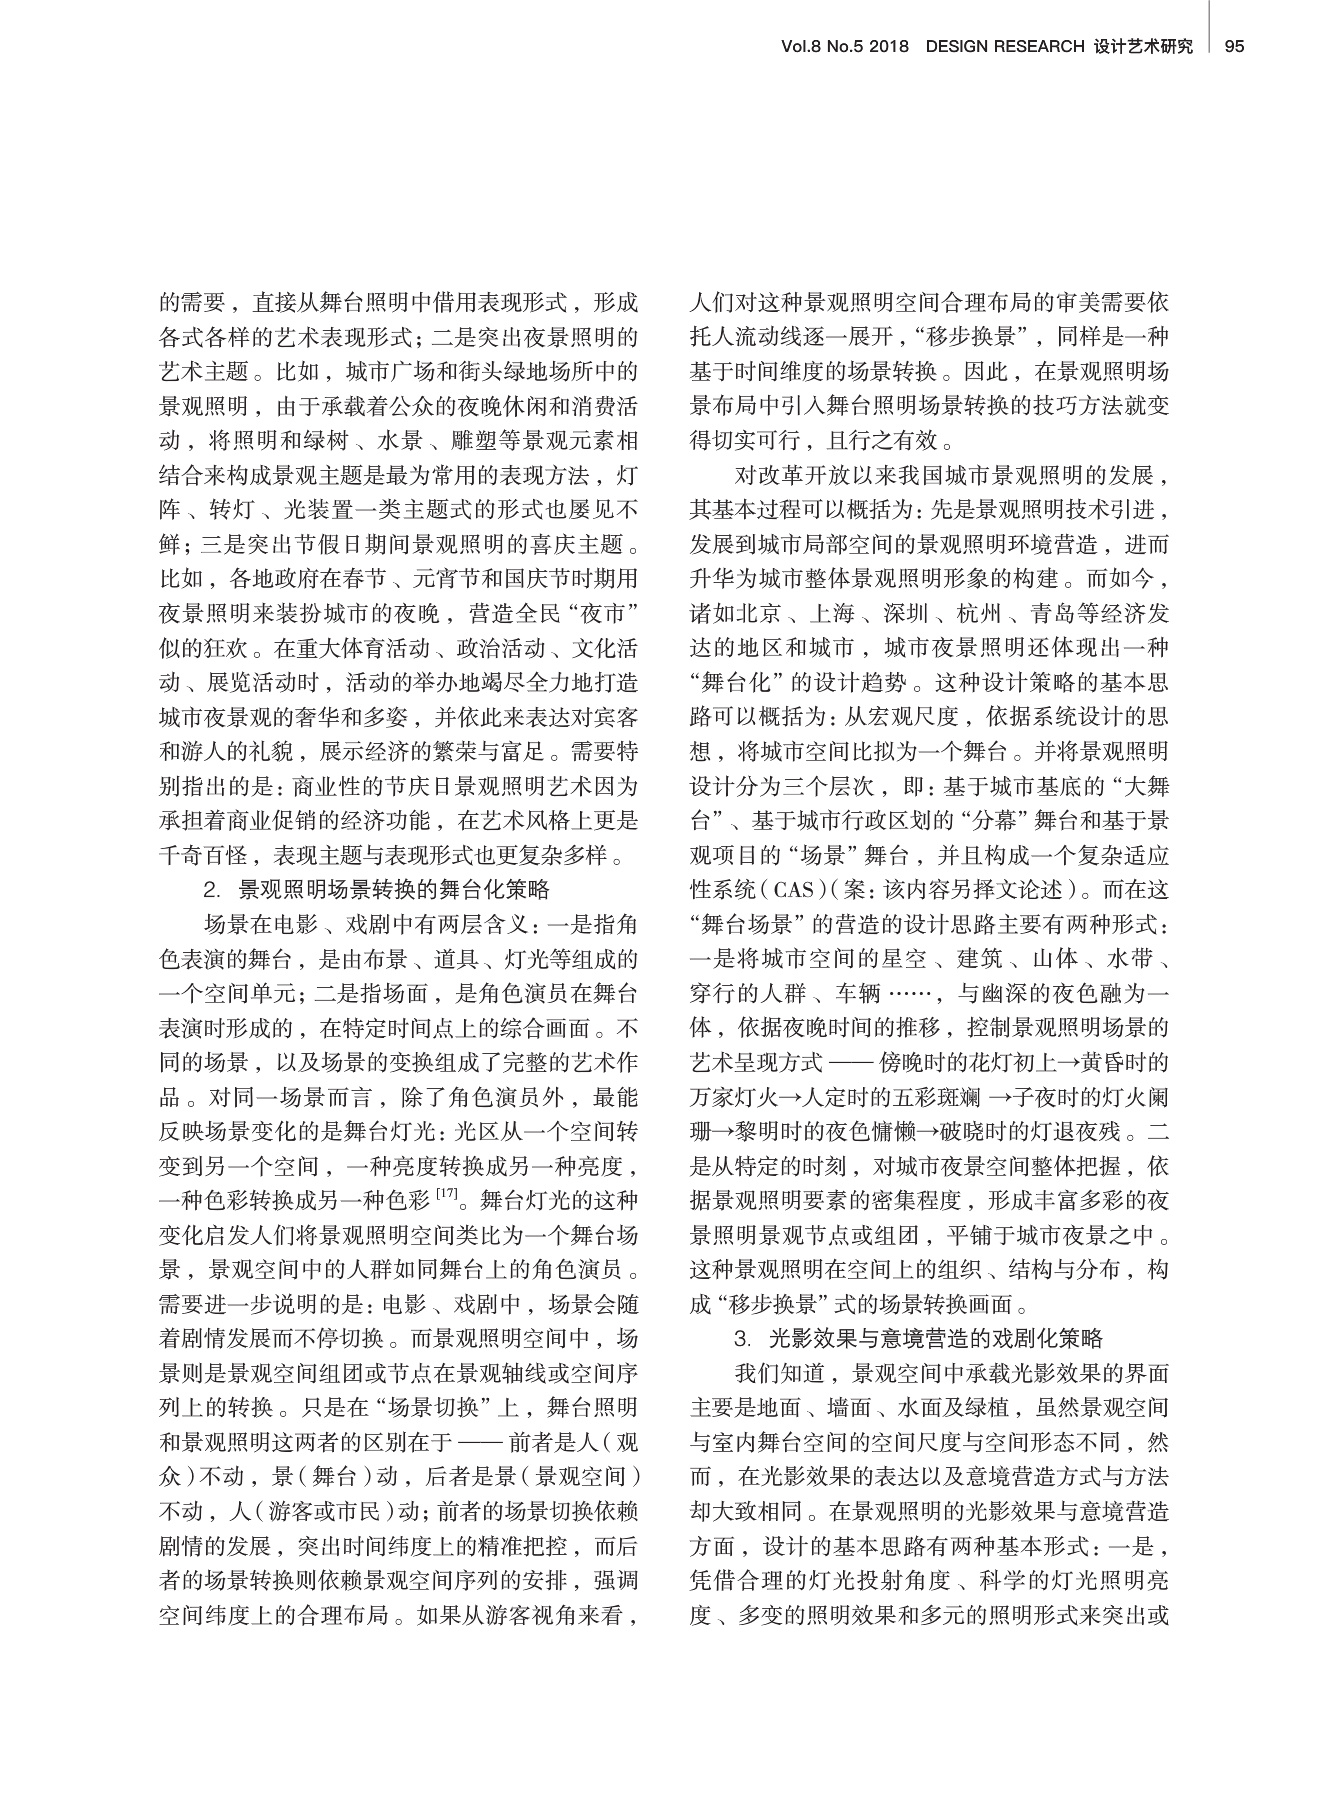 Vol.8 No.5 2018 DESIGN RESEARCH 设计艺术研究 95
的需要，直接从舞台照明中借用表现形式，形成
各式各样的艺术表现形式；二是突出夜景照明的
艺术主题。比如，城市广场和街头绿地场所中的
景观照明，由于承载着公众的夜晚休闲和消费活
动，将照明和绿树、水景、雕塑等景观元素相
结合来构成景观主题是最为常用的表现方法，灯
阵、转灯、光装置一类主题式的形式也屡见不
鲜；三是突出节假日期间景观照明的喜庆主题。
比如，各地政府在春节、元宵节和国庆节时期用
夜景照明来装扮城市的夜晚，营造全民“夜市”
似的狂欢。在重大体育活动、政治活动、文化活
动、展览活动时，活动的举办地竭尽全力地打造
城市夜景观的奢华和多姿，并依此来表达对宾客
和游人的礼貌，展示经济的繁荣与富足。需要特
别指出的是：商业性的节庆日景观照明艺术因为
承担着商业促销的经济功能，在艺术风格上更是
千奇百怪，表现主题与表现形式也更复杂多样。
2. 景观照明场景转换的舞台化策略
场景在电影、戏剧中有两层含义：一是指角
色表演的舞台，是由布景、道具、灯光等组成的
一个空间单元；二是指场面，是角色演员在舞台
表演时形成的，在特定时间点上的综合画面。不
同的场景，以及场景的变换组成了完整的艺术作
品。对同一场景而言，除了角色演员外，最能
反映场景变化的是舞台灯光：光区从一个空间转
变到另一个空间，一种亮度转换成另一种亮度，
一种色彩转换成另一种色彩[17]。舞台灯光的这种
变化启发人们将景观照明空间类比为一个舞台场
景，景观空间中的人群如同舞台上的角色演员。
需要进一步说明的是：电影、戏剧中，场景会随
着剧情发展而不停切换。而景观照明空间中，场
景则是景观空间组团或节点在景观轴线或空间序
列上的转换。只是在“场景切换”上，舞台照明
和景观照明这两者的区别在于——前者是人（观
众）不动，景（舞台）动，后者是景（景观空间）
不动，人（游客或市民）动；前者的场景切换依赖
剧情的发展，突出时间纬度上的精准把控，而后
者的场景转换则依赖景观空间序列的安排，强调
空间纬度上的合理布局。如果从游客视角来看，
人们对这种景观照明空间合理布局的审美需要依
托人流动线逐一展开，“移步换景”，同样是一种
基于时间维度的场景转换。因此，在景观照明场
景布局中引入舞台照明场景转换的技巧方法就变
得切实可行，且行之有效。
对改革开放以来我国城市景观照明的发展，
其基本过程可以概括为：先是景观照明技术引进，
发展到城市局部空间的景观照明环境营造，进而
升华为城市整体景观照明形象的构建。而如今，
诸如北京、上海、深圳、杭州、青岛等经济发
达的地区和城市，城市夜景照明还体现出一种
“舞台化”的设计趋势。这种设计策略的基本思
路可以概括为：从宏观尺度，依据系统设计的思
想，将城市空间比拟为一个舞台。并将景观照明
设计分为三个层次，即：基于城市基底的“大舞
台”、基于城市行政区划的“分幕”舞台和基于景
观项目的“场景”舞台，并且构成一个复杂适应
性系统（CAS）（案：该内容另择文论述）。而在这
“舞台场景”的营造的设计思路主要有两种形式：
一是将城市空间的星空、建筑、山体、水带、
穿行的人群、车辆……，与幽深的夜色融为一
体，依据夜晚时间的推移，控制景观照明场景的
艺术呈现方式——傍晚时的花灯初上→黄昏时的
万家灯火→人定时的五彩斑斓→子夜时的灯火阑
珊→黎明时的夜色慵懒→破晓时的灯退夜残。二
是从特定的时刻，对城市夜景空间整体把握，依
据景观照明要素的密集程度，形成丰富多彩的夜
景照明景观节点或组团，平铺于城市夜景之中。
这种景观照明在空间上的组织、结构与分布，构
成“移步换景”式的场景转换画面。
3. 光影效果与意境营造的戏剧化策略
我们知道，景观空间中承载光影效果的界面
主要是地面、墙面、水面及绿植，虽然景观空间
与室内舞台空间的空间尺度与空间形态不同，然
而，在光影效果的表达以及意境营造方式与方法
却大致相同。在景观照明的光影效果与意境营造
方面，设计的基本思路有两种基本形式：一是，
凭借合理的灯光投射角度、科学的灯光照明亮
度、多变的照明效果和多元的照明形式来突出或